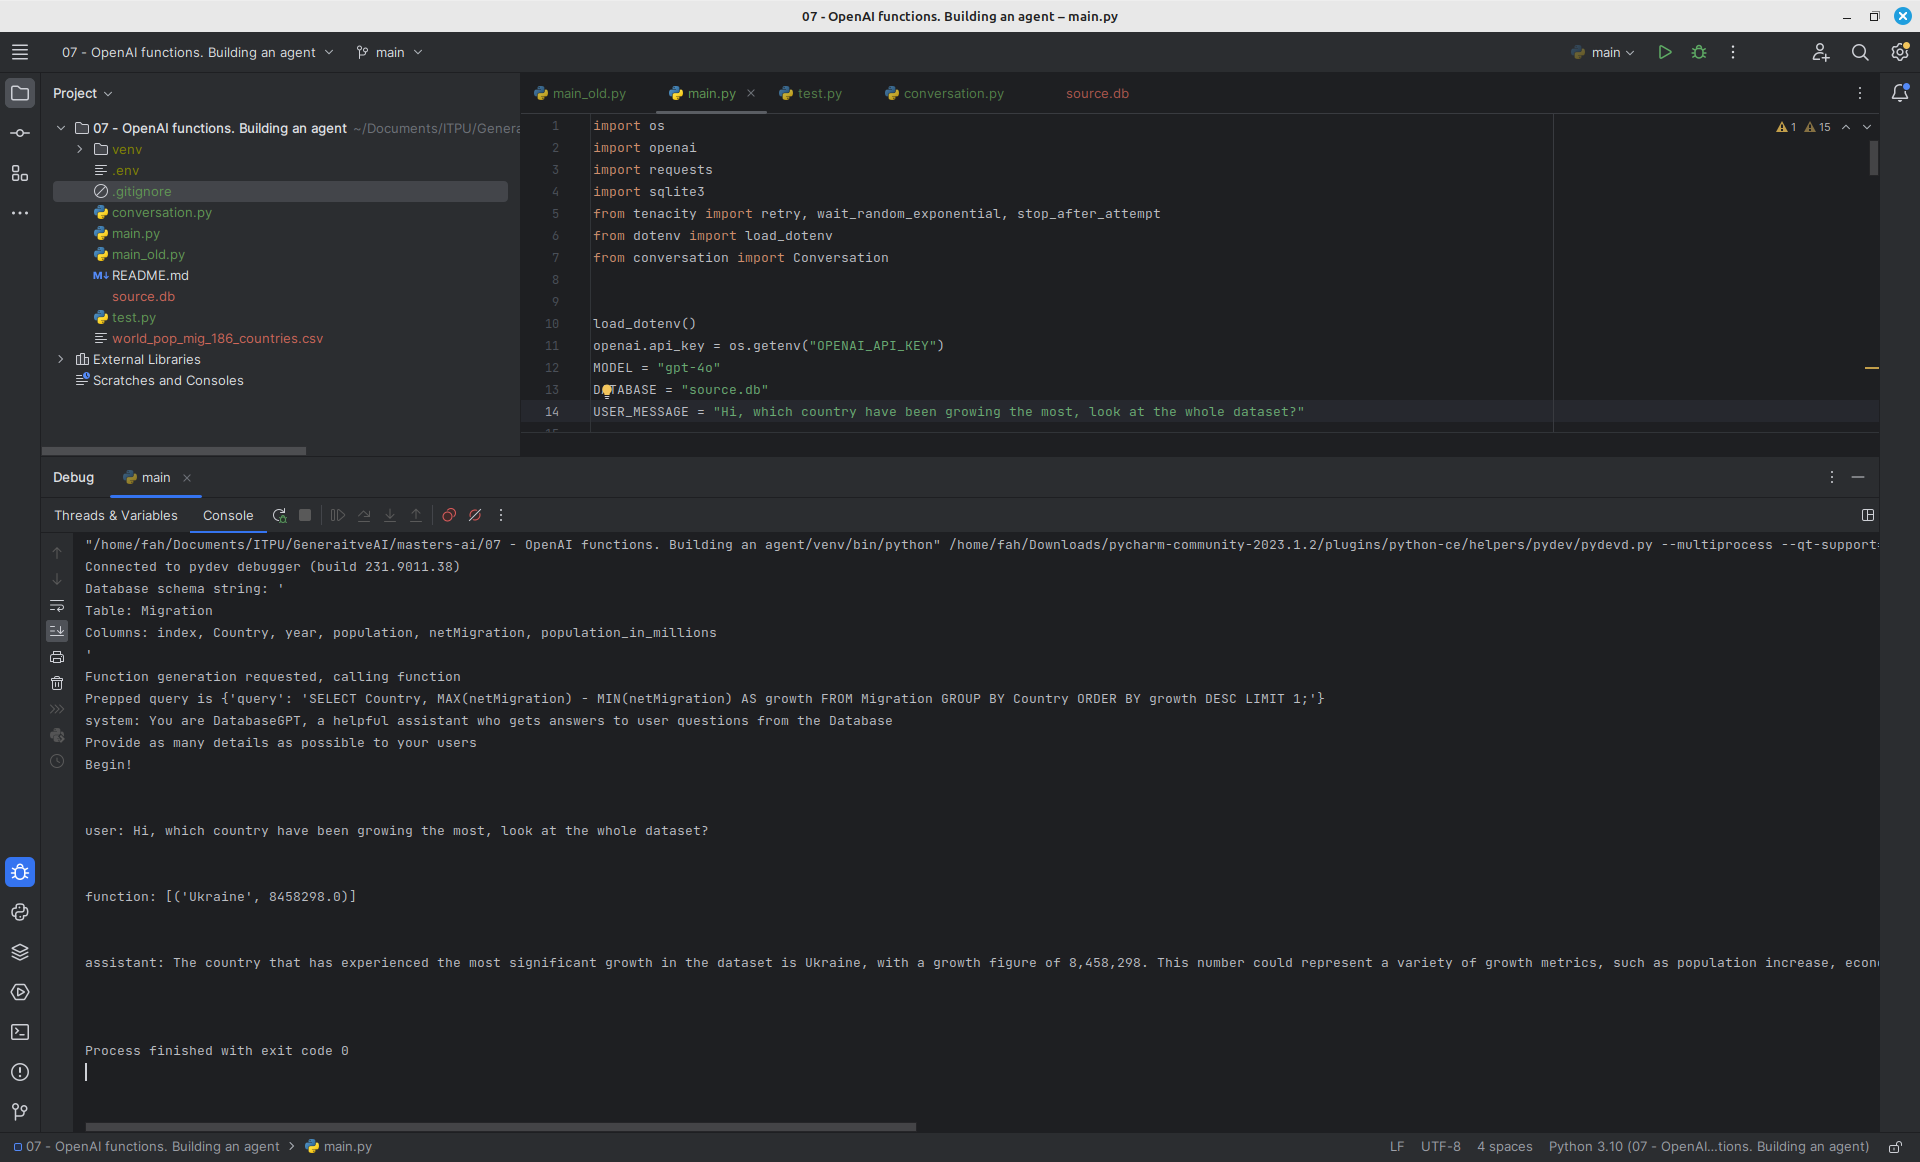 07 - OpenAI functions. Building an agent – main.py
07 - OpenAI functions. Building an agent
main
main
Project
main_old.py
main.py
test.py
conversation.py
source.db
07 - OpenAI functions. Building an agent ~/Documents/ITPU/Genera
venv
.env
.gitignore
conversation.py
main.py
main_old.py
M↓ README.md
source.db
test.py
world_pop_mig_186_countries.csv
External Libraries
Scratches and Consoles
1 import os
2 import openai
3 import requests
4 import sqlite3
5 from tenacity import retry, wait_random_exponential, stop_after_attempt
6 from dotenv import load_dotenv
7 from conversation import Conversation
8
9
10 load_dotenv()
11 openai.api_key = os.getenv("OPENAI_API_KEY")
12 MODEL = "gpt-4o"
13 DATABASE = "source.db"
14 USER_MESSAGE = "Hi, which country have been growing the most, look at the whole dataset?"
1 15
Debug
main
Threads & Variables
Console
"/home/fah/Documents/ITPU/GeneraitveAI/masters-ai/07 - OpenAI functions. Building an agent/venv/bin/python" /home/fah/Downloads/pycharm-community-2023.1.2/plugins/python-ce/helpers/pydev/pydevd.py --multiprocess --qt-support=
Connected to pydev debugger (build 231.9011.38)
Database schema string: '
Table: Migration
Columns: index, Country, year, population, netMigration, population_in_millions
'
Function generation requested, calling function
Prepped query is {'query': 'SELECT Country, MAX(netMigration) - MIN(netMigration) AS growth FROM Migration GROUP BY Country ORDER BY growth DESC LIMIT 1;'}
system: You are DatabaseGPT, a helpful assistant who gets answers to user questions from the Database
Provide as many details as possible to your users
Begin!
user: Hi, which country have been growing the most, look at the whole dataset?
function: [('Ukraine', 8458298.0)]
assistant: The country that has experienced the most significant growth in the dataset is Ukraine, with a growth figure of 8,458,298. This number could represent a variety of growth metrics, such as population increase, econ
Process finished with exit code 0
07 - OpenAI functions. Building an agent > main.py
LF UTF-8 4 spaces Python 3.10 (07 - OpenAI...tions. Building an agent)